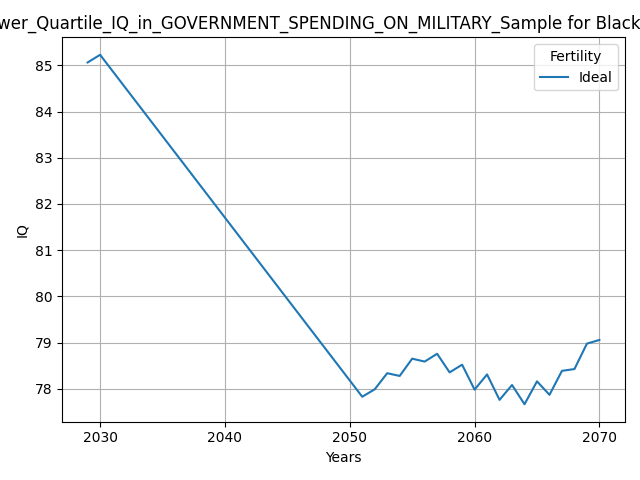 wer_Quartile_IQ_in_GOVERNMENT_SPENDING_ON_MILITARY_Sample for Black
Fertility
Ideal
85
84
83
82
81
80
79
78
IQ
2030 2040 2050 2060 2070
Years